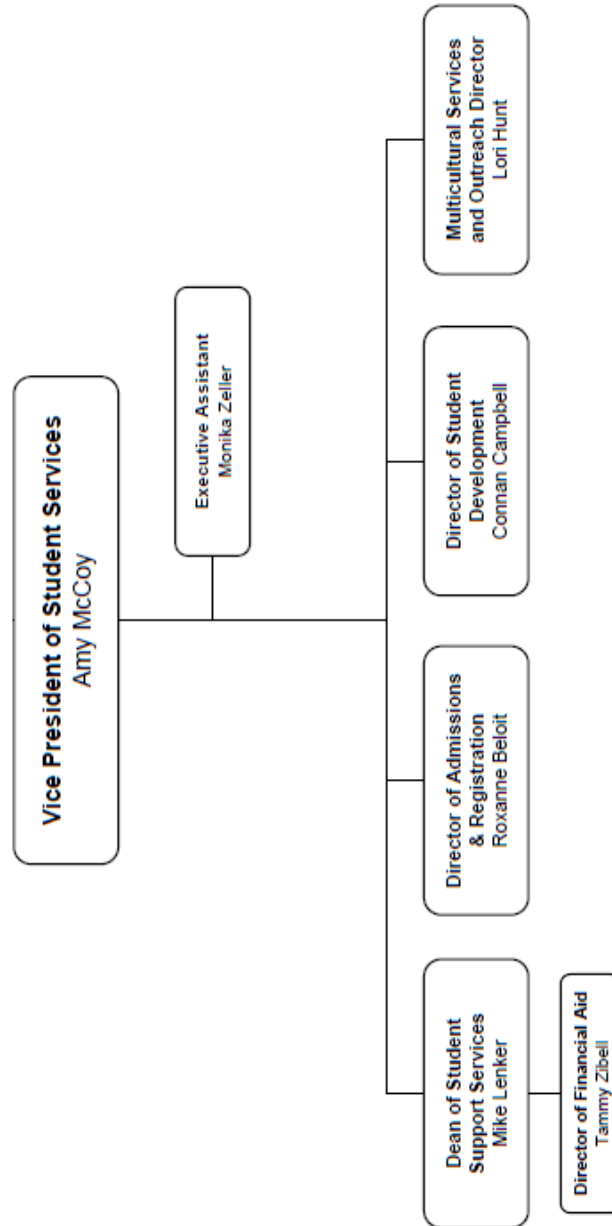 Vice President of Student Services
Amy McCoy
Executive Assistant
Monika Zeller
Dean of Student
Support Services
Mike Lenker
Director of Admissions
& Registration
Roxanne Beloit
Director of Student
Development
Connan Campbell
Multicultural Services
and Outreach Director
Lori Hunt
Director of Financial Aid
Tammy Zibell